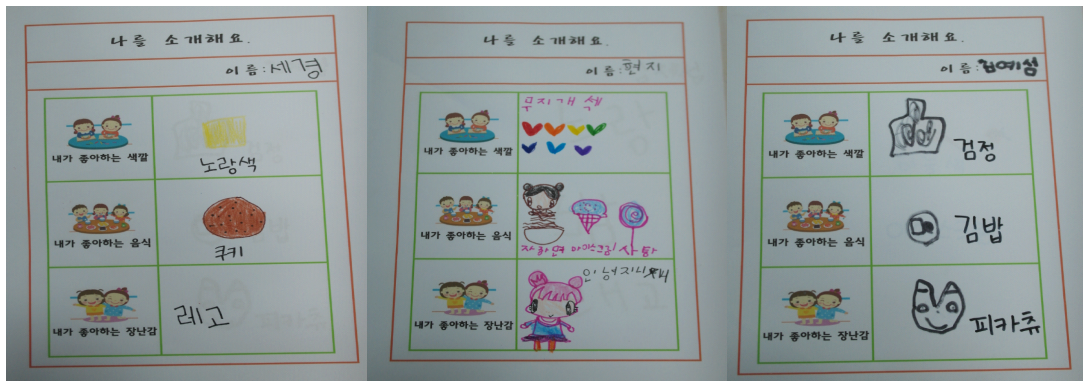 나를 소개해요.
이름:세경
내가 좋아하는 색깔
노랑색
내가 좋아하는 음식
쿠키
내가 좋아하는 장난감
레고
나를 소개해요.
이름:현지
내가 좋아하는 색깔
무지개 색
내가 좋아하는 음식
아이스크림 사탕
내가 좋아하는 장난감
나를 소개해요.
이름:
내가 좋아하는 색깔
검정
내가 좋아하는 음식
김밥
내가 좋아하는 장난감
피카츄